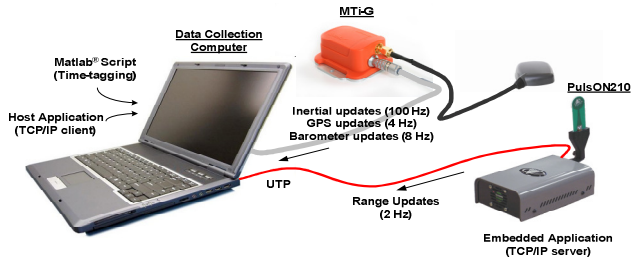 MTi-G
Data Collection
Computer
Matlab® Script
(Time-tagging)
Host Application
(TCP/IP client)
PulsON210
Inertial updates (100 Hz)
GPS updates (4 Hz)
Barometer updates (8 Hz)
UTP
Range Updates
(2 Hz)
Embedded Application
(TCP/IP server)